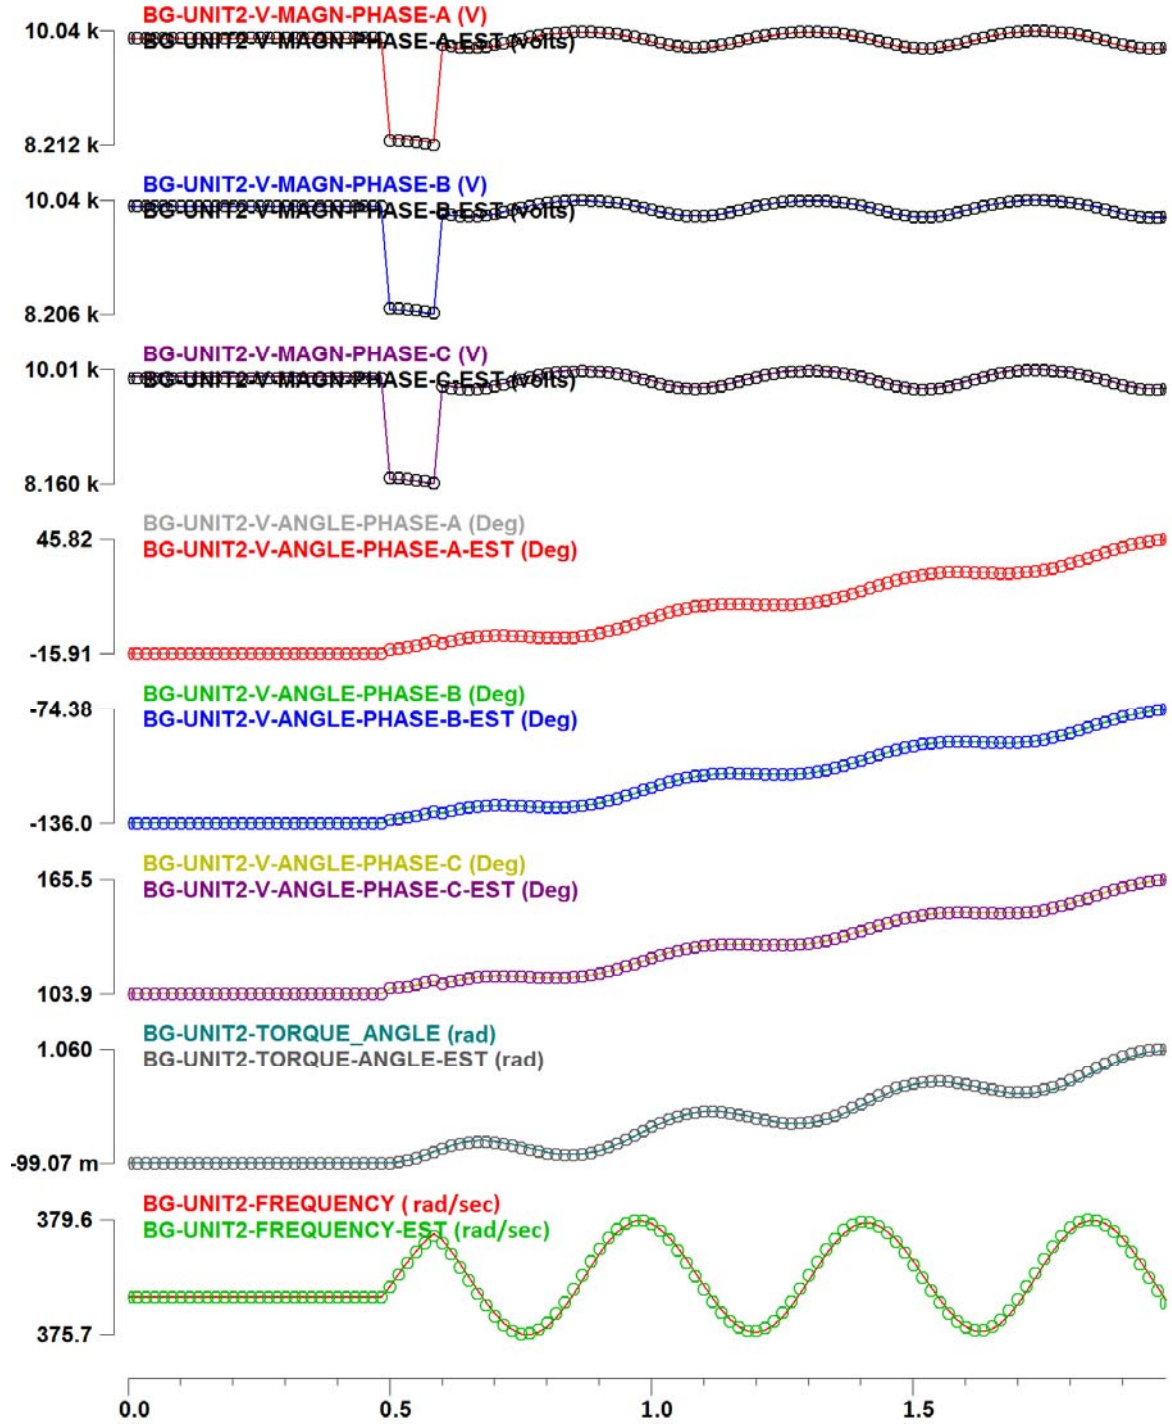 BG-UNIT2-V-MAGN-PHASE-A (V)
10.04 k
BG-UNIT2-V-MAGN-PHASE-A-EST (volts)
8.212 k
BG-UNIT2-V-MAGN-PHASE-B (V)
10.04 k
BG-UNIT2-V-MAGN-PHASE-B-EST (volts)
8.206 k
BG-UNIT2-V-MAGN-PHASE-C (V)
10.01 k
BG-UNIT2-V-MAGN-PHASE-C-EST (volts)
8.160 k
BG-UNIT2-V-ANGLE-PHASE-A (Deg)
45.82
BG-UNIT2-V-ANGLE-PHASE-A-EST (Deg)
-15.91
BG-UNIT2-V-ANGLE-PHASE-B (Deg)
-74.38
BG-UNIT2-V-ANGLE-PHASE-B-EST (Deg)
-136.0
BG-UNIT2-V-ANGLE-PHASE-C (Deg)
165.5
BG-UNIT2-V-ANGLE-PHASE-C-EST (Deg)
103.9
BG-UNIT2-TORQUE_ANGLE (rad)
1.060
BG-UNIT2-TORQUE-ANGLE-EST (rad)
-99.07 m
BG-UNIT2-FREQUENCY ( rad/sec)
379.6
BG-UNIT2-FREQUENCY-EST (rad/sec)
375.7
0.0 0.5 1.0 1.5